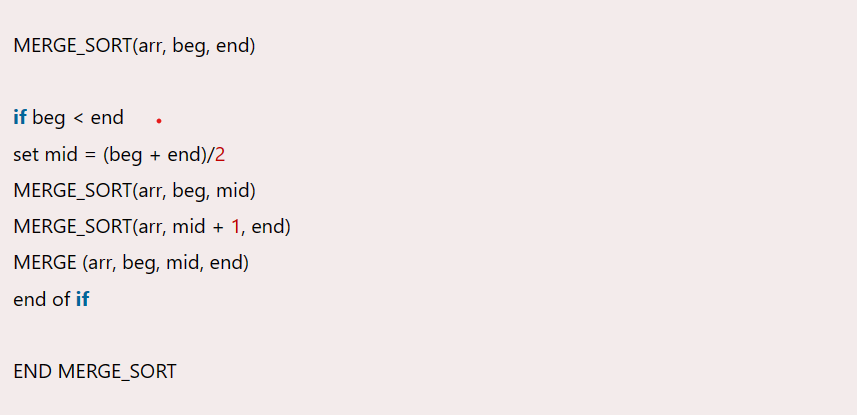 MERGE_SORT(arr, beg, end)
if beg < end
set mid = (beg + end)/2
MERGE_SORT(arr, beg, mid)
MERGE_SORT(arr, mid + 1, end)
MERGE (arr, beg, mid, end)
end of if
END MERGE_SORT